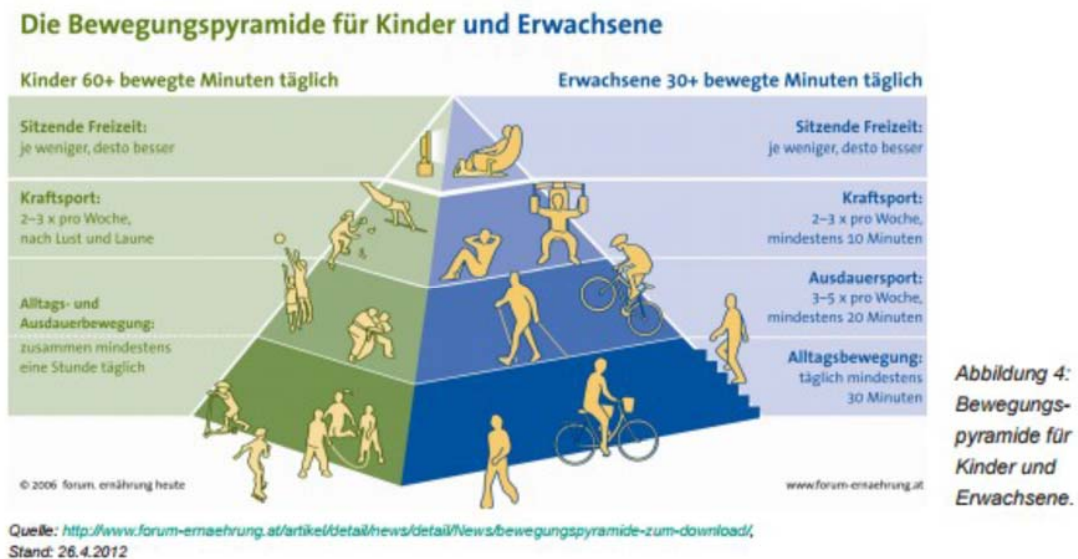 Die Bewegungspyramide für Kinder und Erwachsene
Kinder 60+ bewegte Minuten täglich
Erwachsene 30+ bewegte Minuten täglich
Sitzende Freizeit:
je weniger, desto besser
Kraftsport:
2–3 x pro Woche,
nach Lust und Laune
Alltags- und
Ausdauerbewegung:
zusammen mindestens
eine Stunde täglich
Sitzende Freizeit:
je weniger, desto besser
Kraftsport:
2–3 x pro Woche,
mindestens 10 Minuten
Ausdauersport:
3–5 x pro Woche,
mindestens 20 Minuten
Alltagsbewegung:
täglich mindestens
30 Minuten
© 2006 forum. ernährung heute
www.forum-ernaehrung.at
Abbildung 4:
Bewegungs-
pyramide für
Kinder und
Erwachsene.
Quelle: http://www.forum-ernaehrung.at/artikel/detail/news/detail/News/bewegungspyramide-zum-download/,
Stand: 26.4.2012